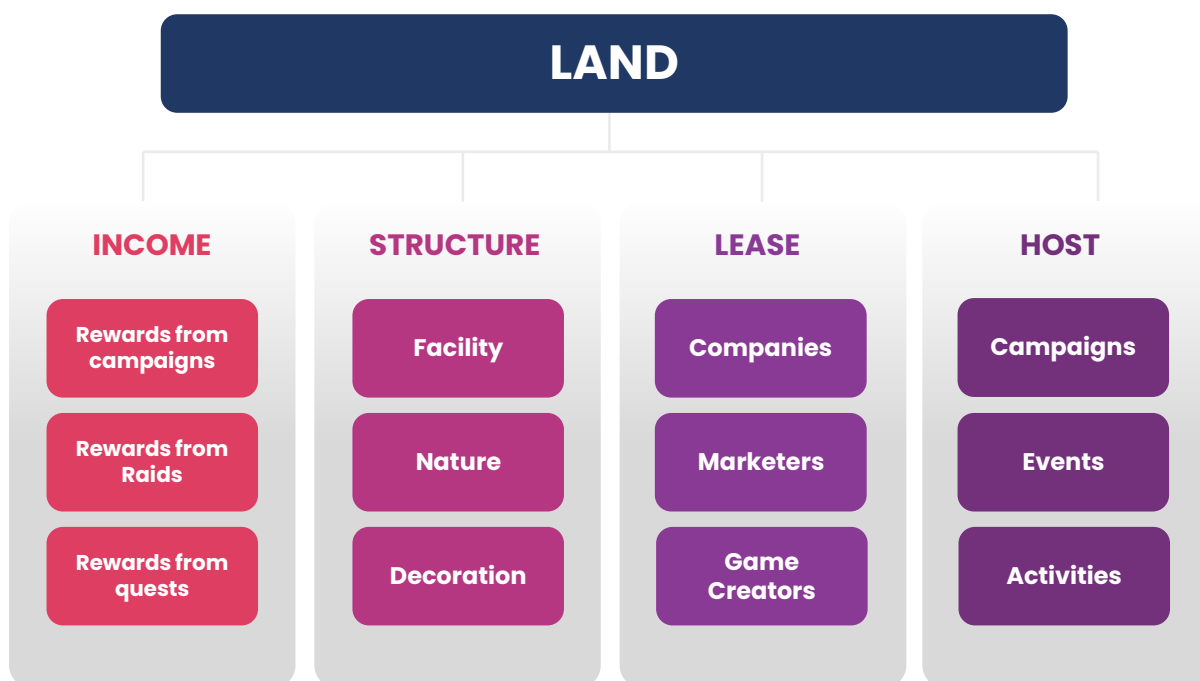 LAND
INCOME
Rewards from
campaigns
Rewards from
Raids
Rewards from
quests
STRUCTURE
Facility
Nature
Decoration
LEASE
Companies
Marketers
Game
Creators
HOST
Campaigns
Events
Activities